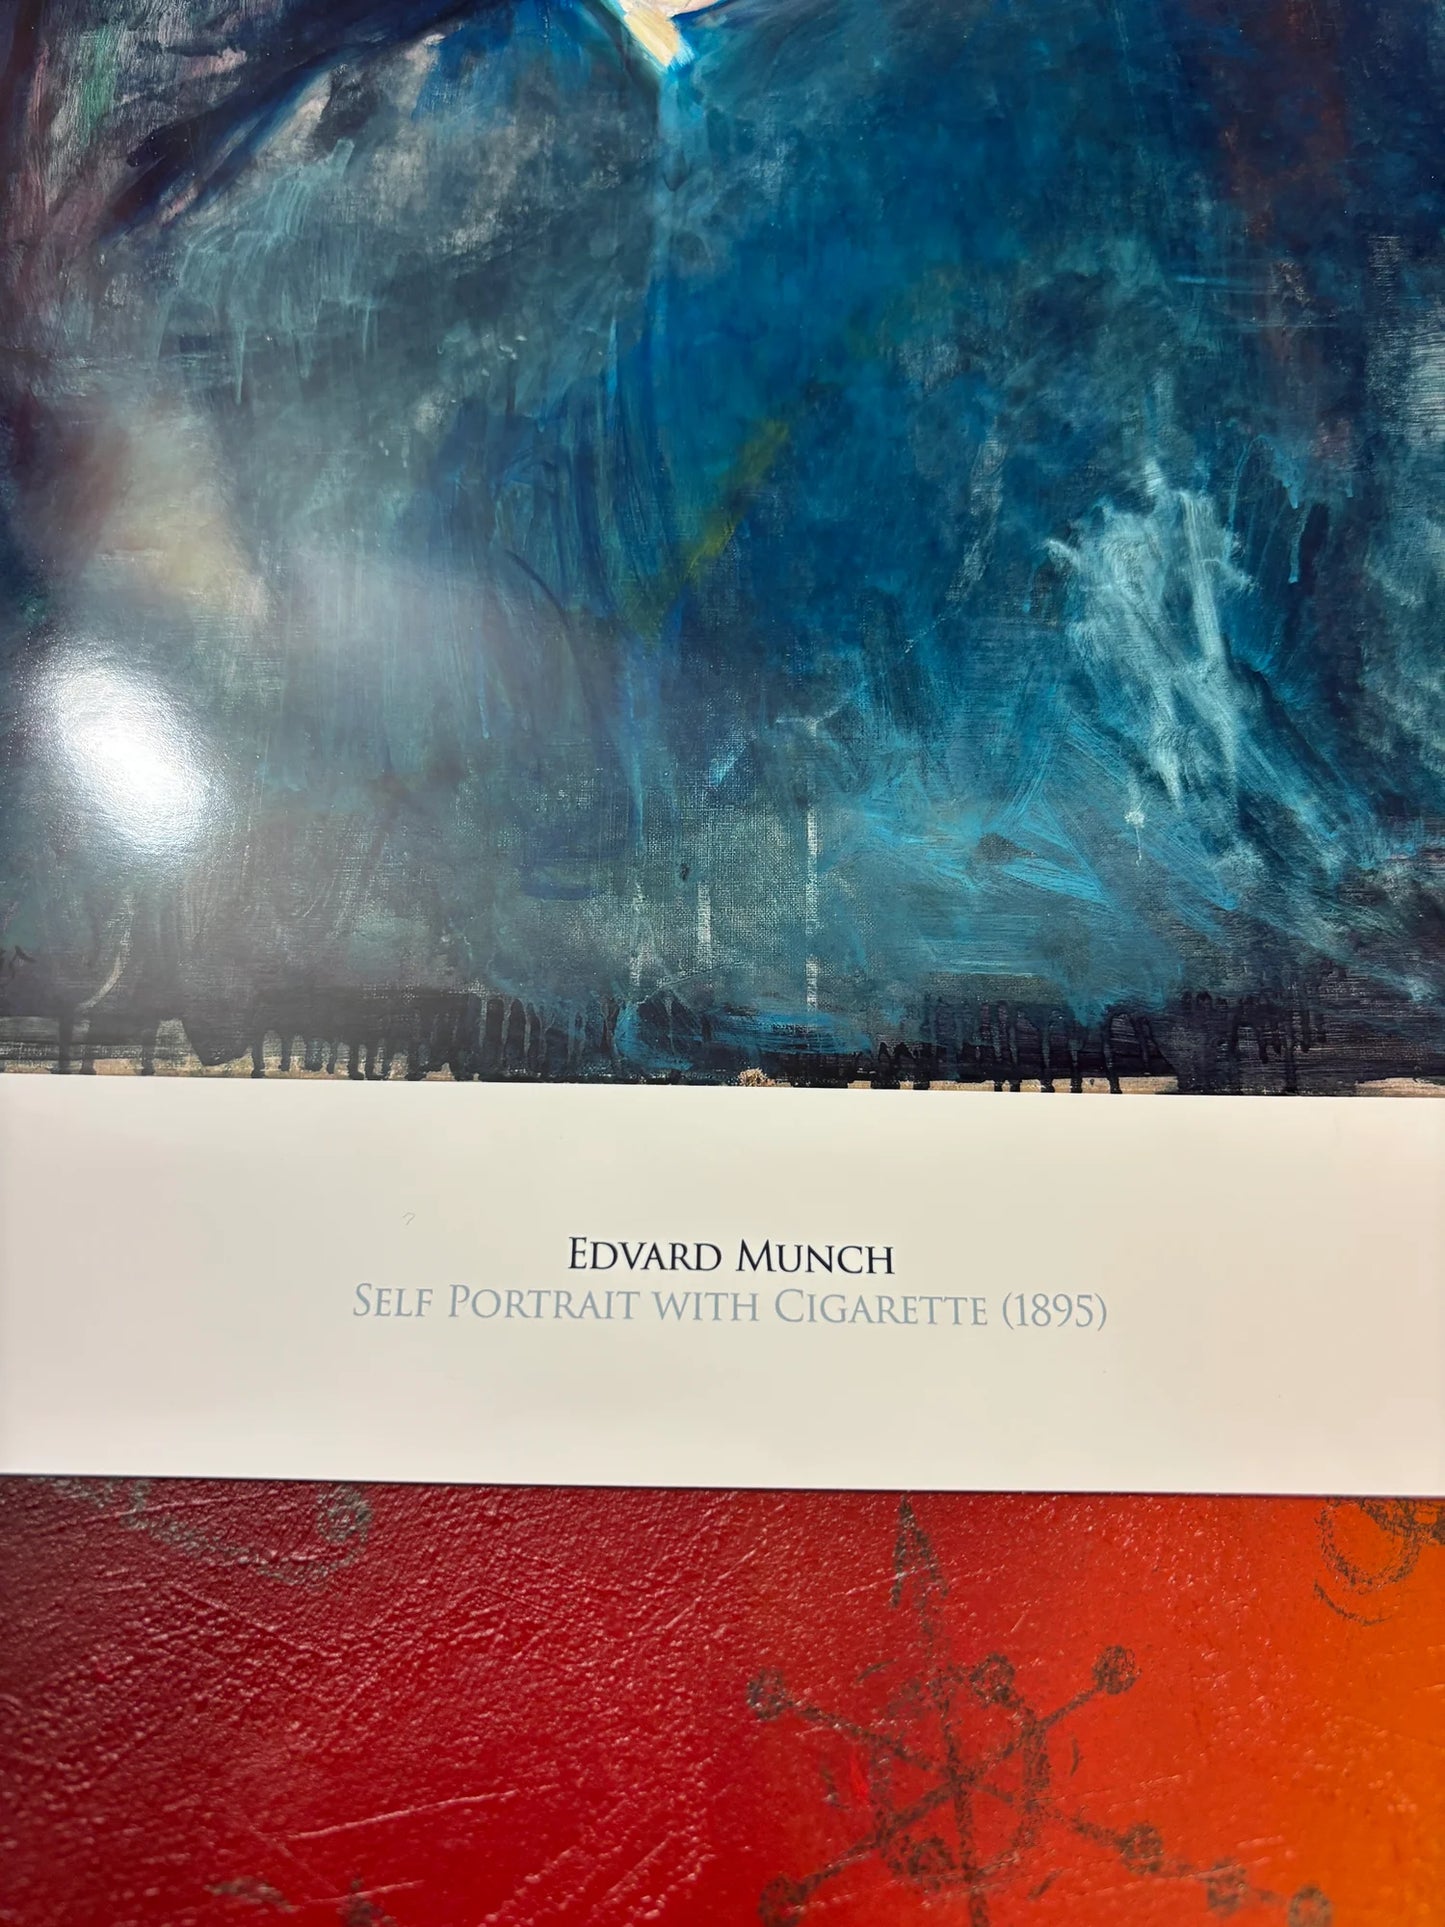 Edvard Munch
Self Portrait with Cigarette (1895)